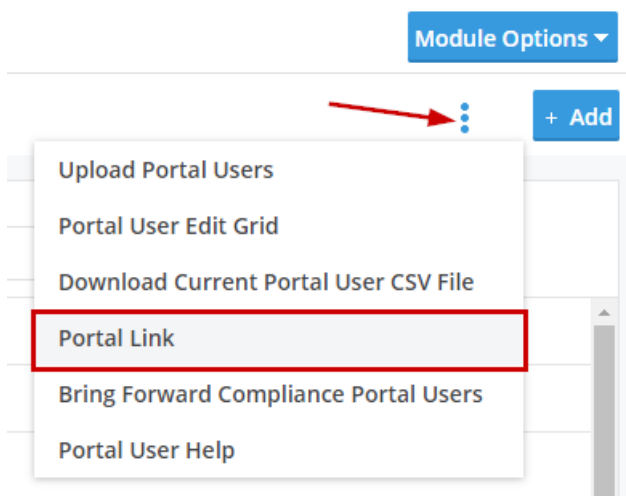 Module Options
+ Add
Upload Portal Users
Portal User Edit Grid
Download Current Portal User CSV File
Portal Link
Bring Forward Compliance Portal Users
Portal User Help